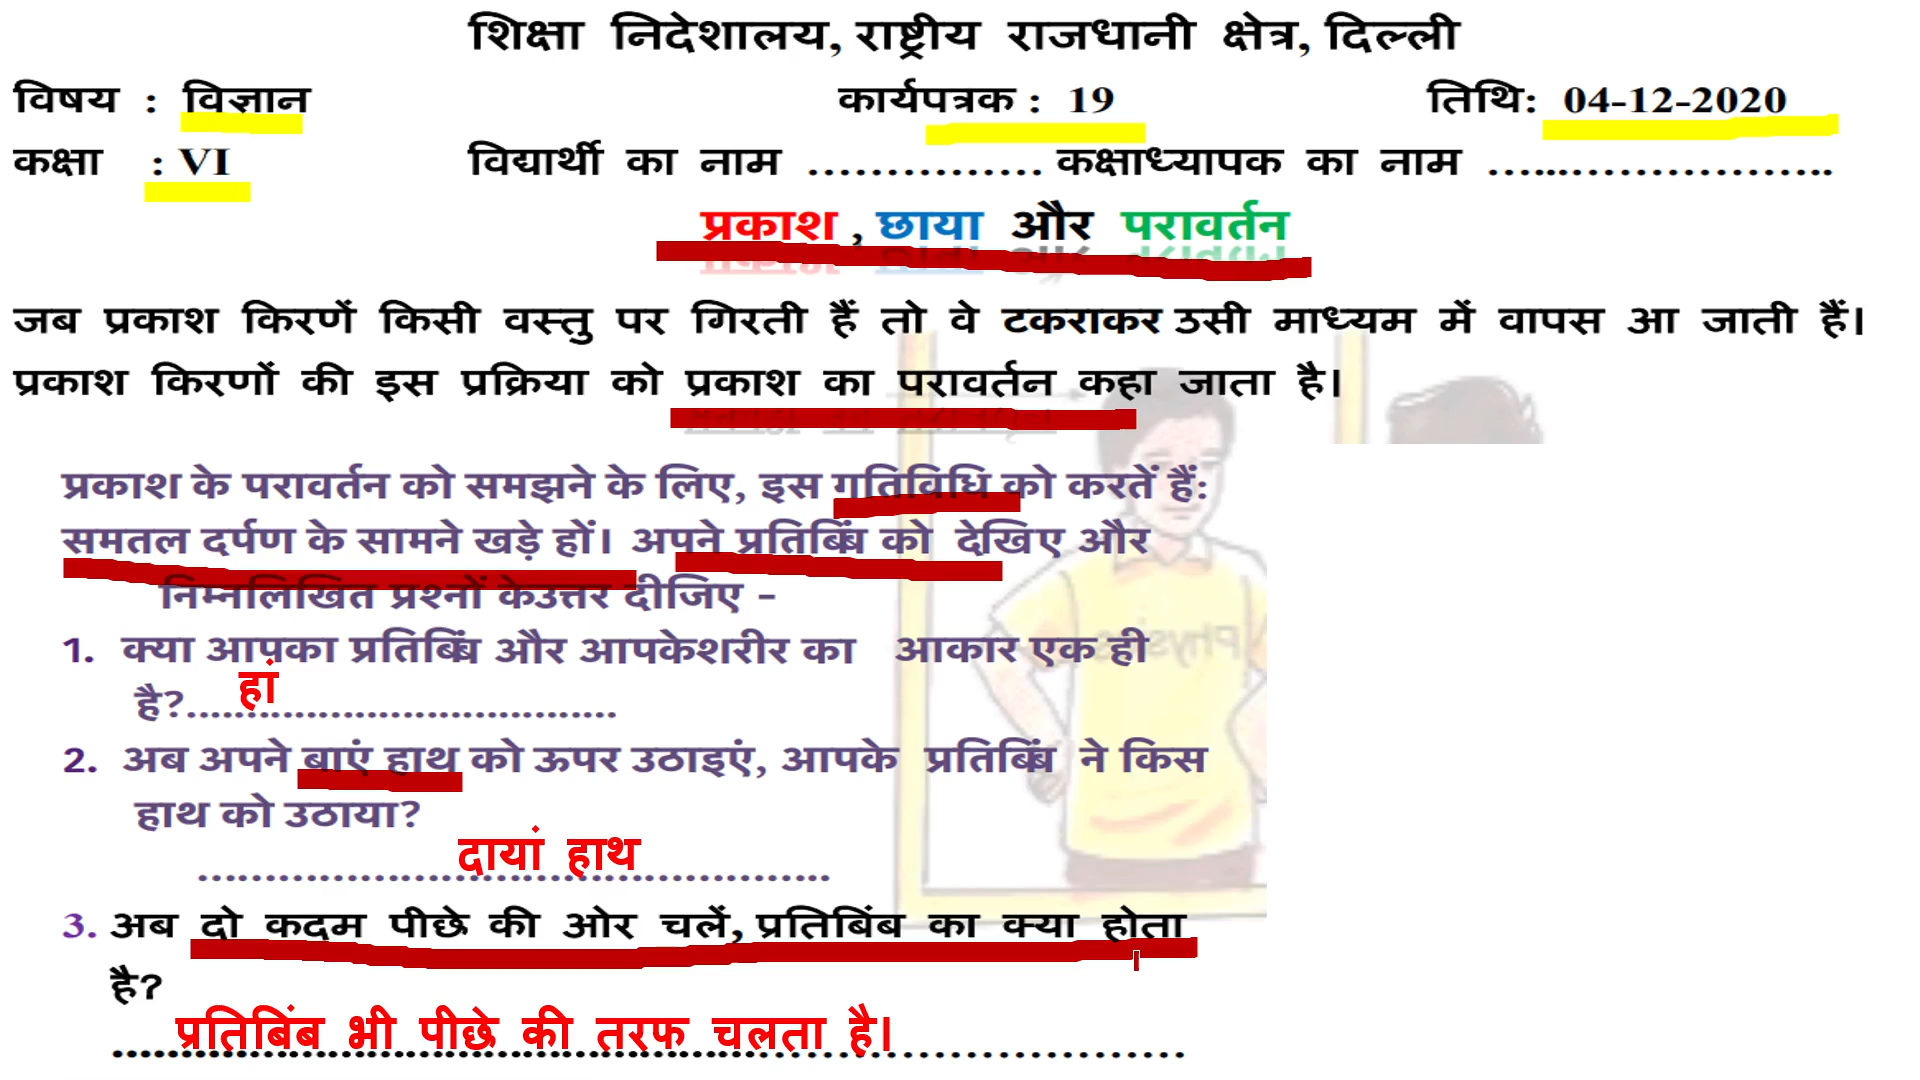 शिक्षा निदेशालय, राष्ट्रीय राजधानी क्षेत्र, दिल्ली
विषय : विज्ञान कार्यपत्रक : 19 तिथि: 04-12-2020
कक्षा : VI विद्यार्थी का नाम ............... कक्षाध्यापक का नाम ........................
प्रकाश , छाया और परावर्तन
जब प्रकाश किरणें किसी वस्तु पर गिरती हैं तो वे टकराकर उसी माध्यम में वापस आ जाती हैं।
प्रकाश किरणों की इस प्रक्रिया को प्रकाश का परावर्तन कहा जाता है।
प्रकाश के परावर्तन को समझने के लिए, इस गतिविधि को करतें हैं:
समतल दर्पण के सामने खड़े हों। अपने प्रतिबिंब को देखिए और
निम्नलिखित प्रश्नों केउत्तर दीजिए –
1. क्या आपका प्रतिबिंब और आपकेशरीर का आकार एक ही
है?...................................
हां
2. अब अपने बाएं हाथ को ऊपर उठाइएं, आपके प्रतिबिंब ने किस
हाथ को उठाया?
दायां हाथ
...............................................
3. अब दो कदम पीछे की ओर चलें, प्रतिबिंब का क्या होता
है?
प्रतिबिंब भी पीछे की तरफ चलता है।
................................................................................
Physics